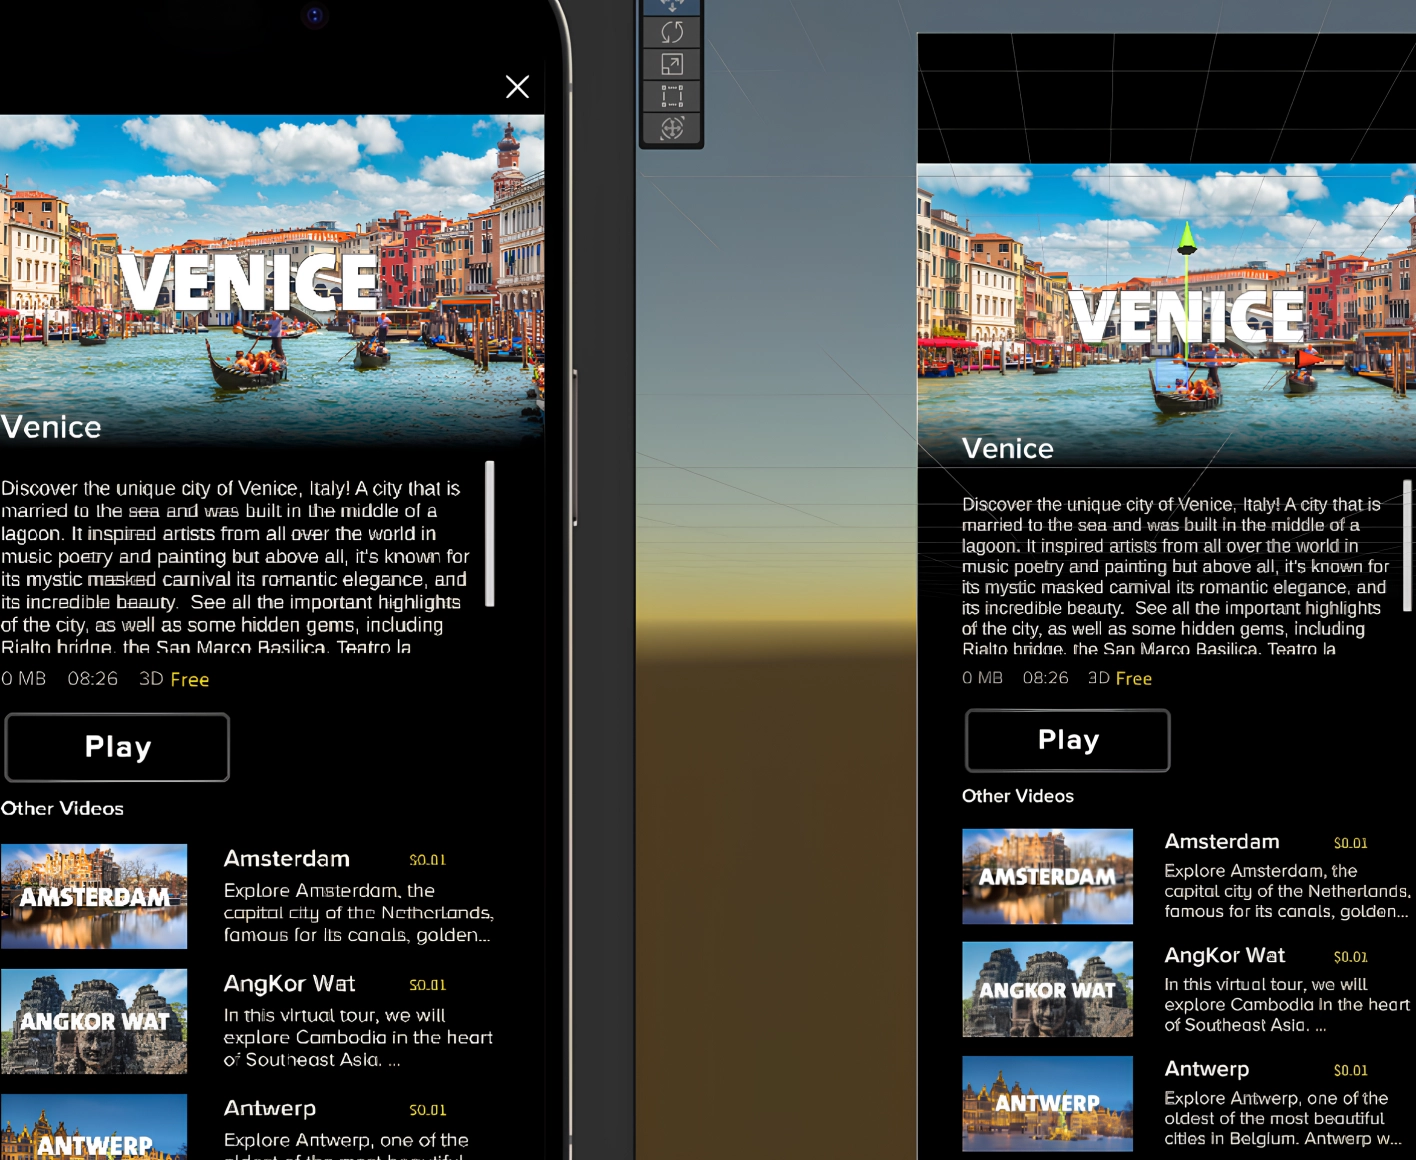 VENICE
Venice
Discover the unique city of Venice, Italy! A city that is
married to the sea and was built in the middle of a
lagoon. It inspired artists from all over the world in
music poetry and painting but above all, it's known for
its mystic masked carnival its romantic elegance, and
its incredible beauty.  See all the important highlights
of the city, as well as some hidden gems, including
Rialto bridge, the San Marco Basilica, Teatro la
0 MB 08:26 3D Free
Play
Other Videos
AMSTERDAM
Amsterdam $0.01
Explore Amsterdam, the
capital city of the Netherlands,
famous for its canals, golden...
ANGKOR WAT
AngKor Wat $0.01
In this virtual tour, we will
explore Cambodia in the heart
of Southeast Asia. ...
ANTWERP
Antwerp $0.01
Explore Antwerp, one of the
oldest of the most beautiful
VENICE
Venice
Discover the unique city of Venice, Italy! A city that is
married to the sea and was built in the middle of a
lagoon. It inspired artists from all over the world in
music poetry and painting but above all, it's known for
its mystic masked carnival its romantic elegance, and
its incredible beauty.  See all the important highlights
of the city, as well as some hidden gems, including
Rialto bridge, the San Marco Basilica, Teatro la
0 MB 08:26 3D Free
Play
Other Videos
AMSTERDAM
Amsterdam $0.01
Explore Amsterdam, the
capital city of the Netherlands,
famous for its canals, golden...
ANGKOR WAT
AngKor Wat $0.01
In this virtual tour, we will
explore Cambodia in the heart
of Southeast Asia. ...
ANTWERP
Antwerp $0.01
Explore Antwerp, one of the
oldest of the most beautiful
cities in Belgium. Antwerp w...